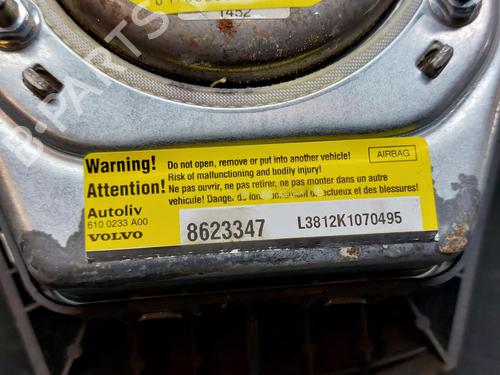 1452
Warning!
Do not open, remove or put into another vehicle!
AIRBAG
Risk of malfunctioning and bodily injury!
Attention!
Ne pas ouvrir, ne pas retirer, ne pas monter dans un autre
vehicule! Danger de fonctionnement défectueux et des blessures!
Autoliv
610 0233 A00
VOLVO
8623347
L3812K1070495
B-PARTS